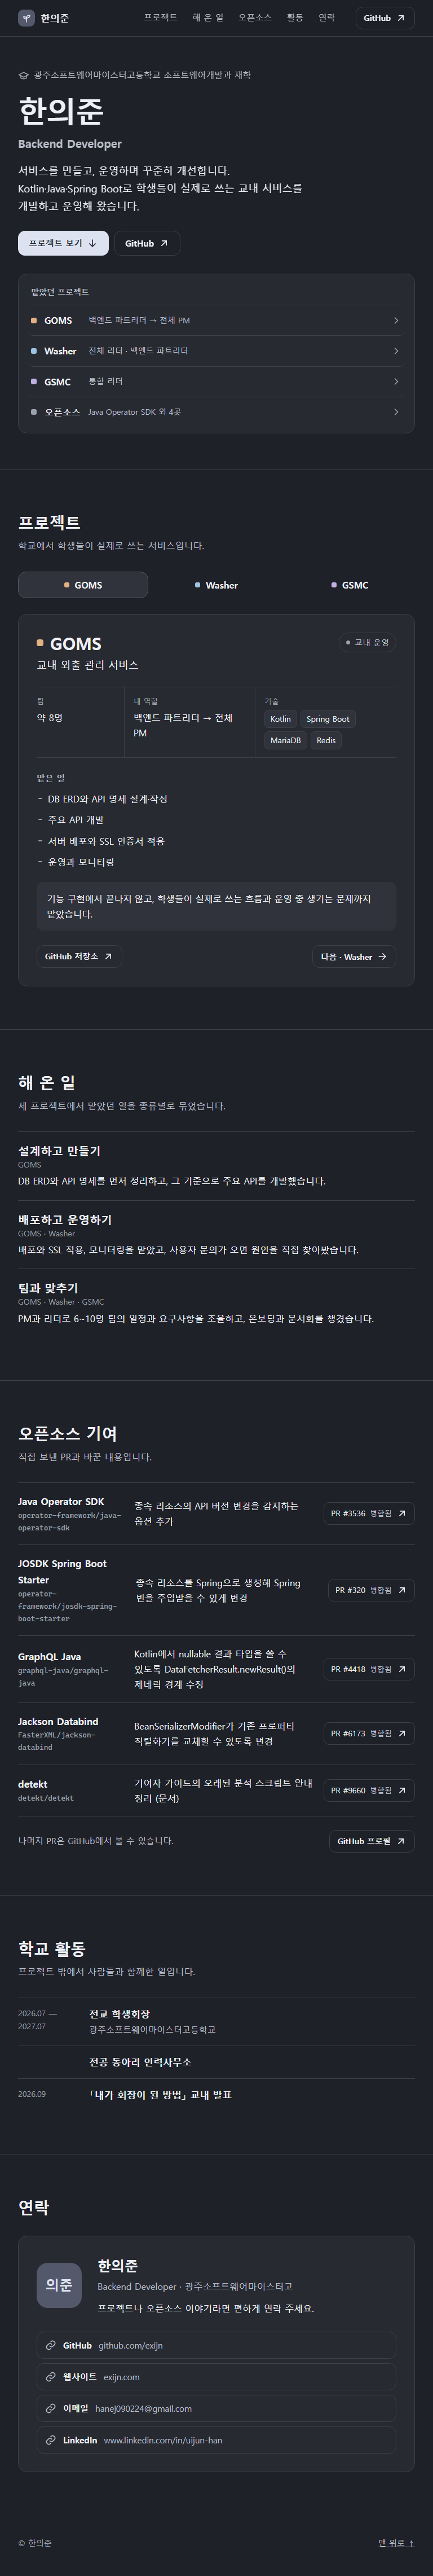 한의준
프로젝트 해 온 일 오픈소스 활동 연락 GitHub
광주소프트웨어마이스터고등학교 소프트웨어개발과 재학
한의준
Backend Developer
서비스를 만들고, 운영하며 꾸준히 개선합니다.
Kotlin·Java·Spring Boot로 학생들이 실제로 쓰는 교내 서비스를
개발하고 운영해 왔습니다.
프로젝트 보기 ↓ GitHub ↗
맡았던 프로젝트
GOMS 백엔드 파트리더 → 전체 PM
Washer 전체 리더 · 백엔드 파트리더
GSMC 통합 리더
오픈소스 Java Operator SDK 외 4곳
프로젝트
학교에서 학생들이 실제로 쓰는 서비스입니다.
GOMS Washer GSMC
GOMS 교내 운영
교내 외출 관리 서비스
팀 내 역할 기술
약 8명 백엔드 파트리더 → 전체
PM
Kotlin Spring Boot
MariaDB Redis
맡은 일
– DB ERD와 API 명세 설계·작성
– 주요 API 개발
– 서버 배포와 SSL 인증서 적용
– 운영과 모니터링
기능 구현에서 끝나지 않고, 학생들이 실제로 쓰는 흐름과 운영 중 생기는 문제까지
맡았습니다.
GitHub 저장소 ↗ 다음 · Washer →
해 온 일
세 프로젝트에서 맡았던 일을 종류별로 묶었습니다.
설계하고 만들기
GOMS
DB ERD와 API 명세를 먼저 정리하고, 그 기준으로 주요 API를 개발했습니다.
배포하고 운영하기
GOMS · Washer
배포와 SSL 적용, 모니터링을 맡았고, 사용자 문의가 오면 원인을 직접 찾아봤습니다.
팀과 맞추기
GOMS · Washer · GSMC
PM과 리더로 6~10명 팀의 일정과 요구사항을 조율하고, 온보딩과 문서화를 챙겼습니다.
오픈소스 기여
직접 보낸 PR과 바꾼 내용입니다.
Java Operator SDK
operator-framework/java-
operator-sdk
종속 리소스의 API 버전 변경을 감지하는
옵션 추가
PR #3536 병합됨 ↗
JOSDK Spring Boot
Starter
operator-
framework/josdk-spring-
boot-starter
종속 리소스를 Spring으로 생성해 Spring
빈을 주입받을 수 있게 변경
PR #320 병합됨 ↗
GraphQL Java
graphql-java/graphql-
java
Kotlin에서 nullable 결과 타입을 쓸 수
있도록 DataFetcherResult.newResult()의
제네릭 경계 수정
PR #4418 병합됨 ↗
Jackson Databind
FasterXML/jackson-
databind
BeanSerializerModifier가 기존 프로퍼티
직렬화기를 교체할 수 있도록 변경
PR #6173 병합됨 ↗
detekt
detekt/detekt
기여자 가이드의 오래된 분석 스크립트 안내
정리 (문서)
PR #9660 병합됨 ↗
나머지 PR은 GitHub에서 볼 수 있습니다. GitHub 프로필 ↗
학교 활동
프로젝트 밖에서 사람들과 함께한 일입니다.
2026.07 —
2027.07
전교 학생회장
광주소프트웨어마이스터고등학교
전공 동아리 인력사무소
2026.09 「내가 회장이 된 방법」 교내 발표
연락
의준
한의준
Backend Developer · 광주소프트웨어마이스터고
프로젝트나 오픈소스 이야기라면 편하게 연락 주세요.
GitHub github.com/exijn
웹사이트 exijn.com
이메일 hanej090224@gmail.com
LinkedIn www.linkedin.com/in/uijun-han
© 한의준 맨 위로 ↑